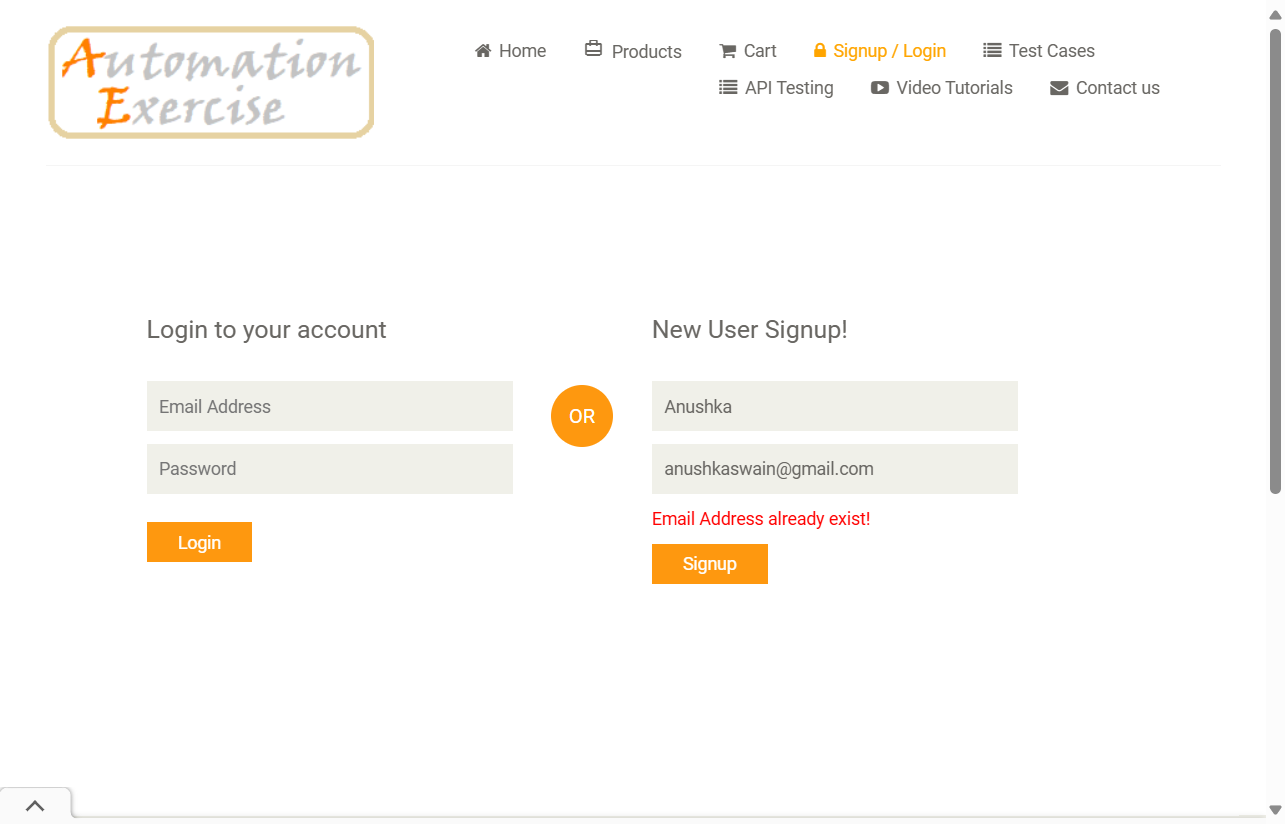 Automation
Exercise
Home Products Cart Signup / Login Test Cases
API Testing Video Tutorials Contact us
Login to your account
Email Address
Password
Login
OR
New User Signup!
Anushka
anushkaswain@gmail.com
Email Address already exist!
Signup